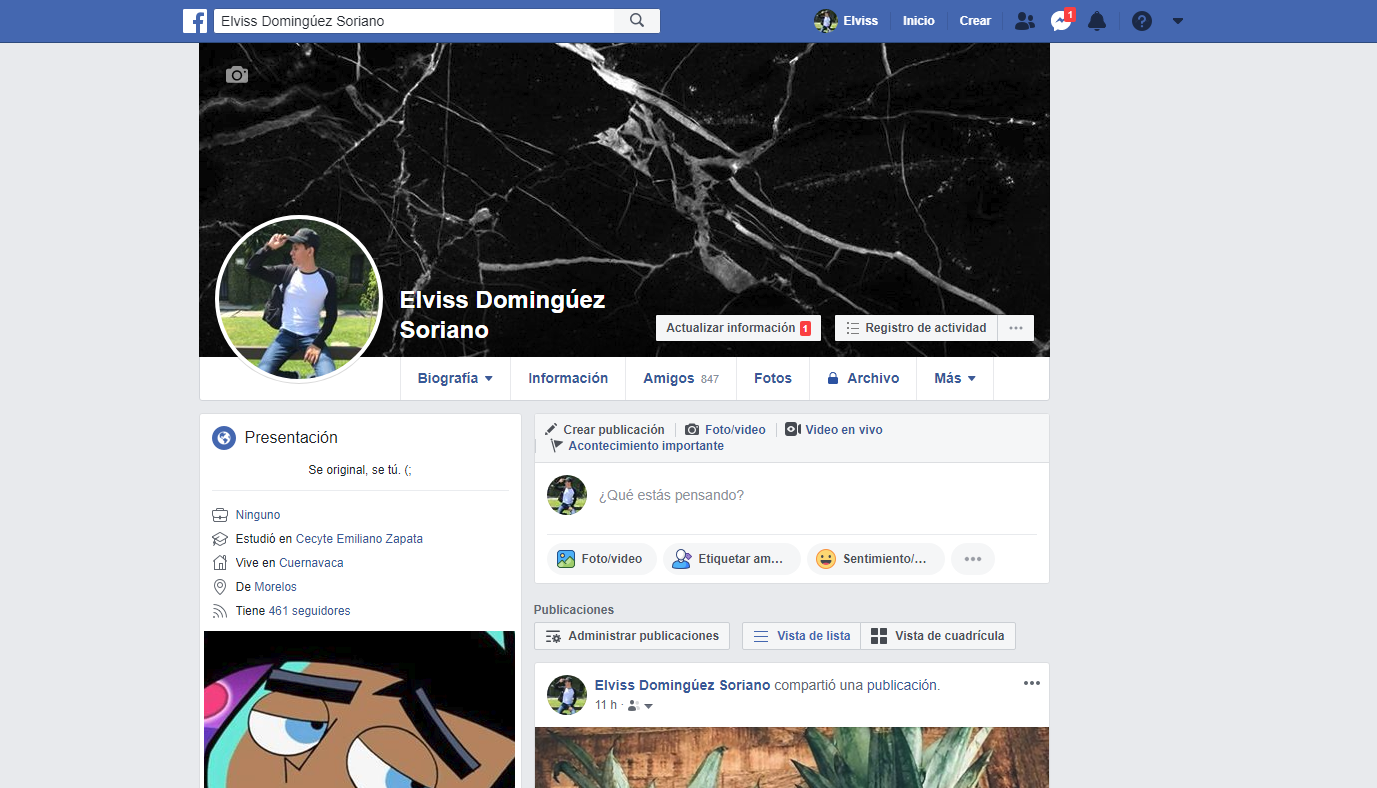 f
Elviss Domingúez Soriano
Elviss
Inicio
Crear
1
?
Elviss Domingúez
Soriano
Actualizar información 1
Registro de actividad
Biografía
Información
Amigos 847
Fotos
Archivo
Más
Presentación
Se original, se tú. (;
Ninguno
Estudió en Cecyte Emiliano Zapata
Vive en Cuernavaca
De Morelos
Tiene 461 seguidores
Crear publicación
Foto/video
Video en vivo
Acontecimiento importante
¿Qué estás pensando?
Foto/video
Etiquetar am...
Sentimiento/...
Publicaciones
Administrar publicaciones
Vista de lista
Vista de cuadrícula
Elviss Domingúez Soriano compartió una publicación.
11 h ·